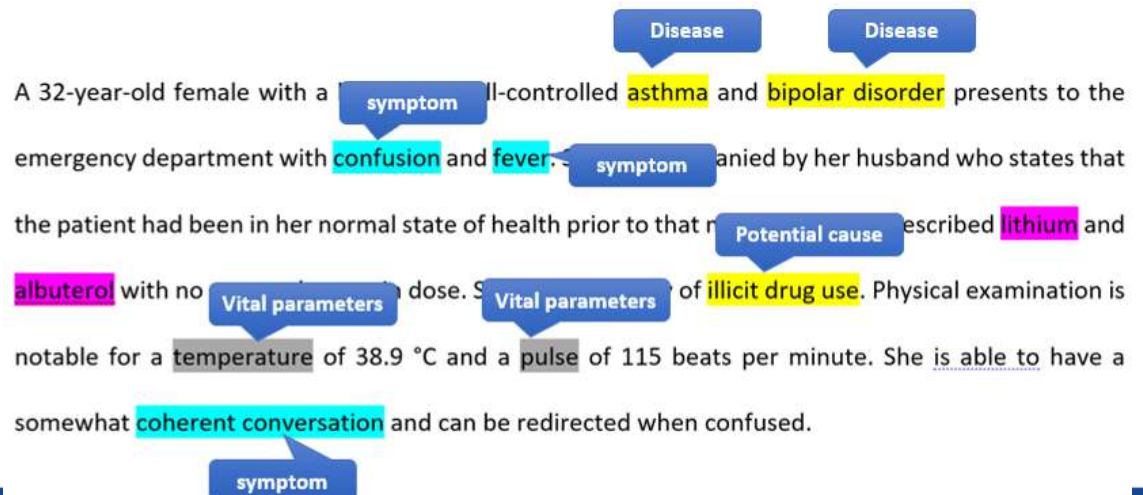 Disease Disease
A 32-year-old female with a ll-controlled asthma and bipolar disorder presents to the
symptom
emergency department with confusion and fever. anied by her husband who states that
symptom
the patient had been in her normal state of health prior to that escribed lithium and
Potential cause
albuterol with no dose. of illicit drug use. Physical examination is
Vital parameters Vital parameters
notable for a temperature of 38.9 °C and a pulse of 115 beats per minute. She is able to have a
somewhat coherent conversation and can be redirected when confused.
symptom